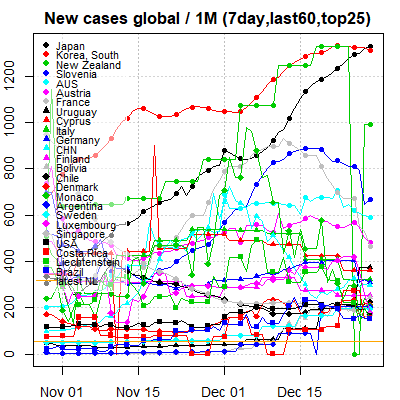 New cases global / 1M (7day,last60,top25)
Japan
Korea, South
New Zealand
Slovenia
AUS
Austria
France
Uruguay
Cyprus
Italy
Germany
CHN
Finland
Bolivia
Chile
Denmark
Monaco
Argentina
Sweden
Luxembourg
Singapore
USA
Costa Rica
Liechtenstein
Brazil
latest NL
0
200
400
600
800
1000
1200
Nov 01
Nov 15
Dec 01
Dec 15